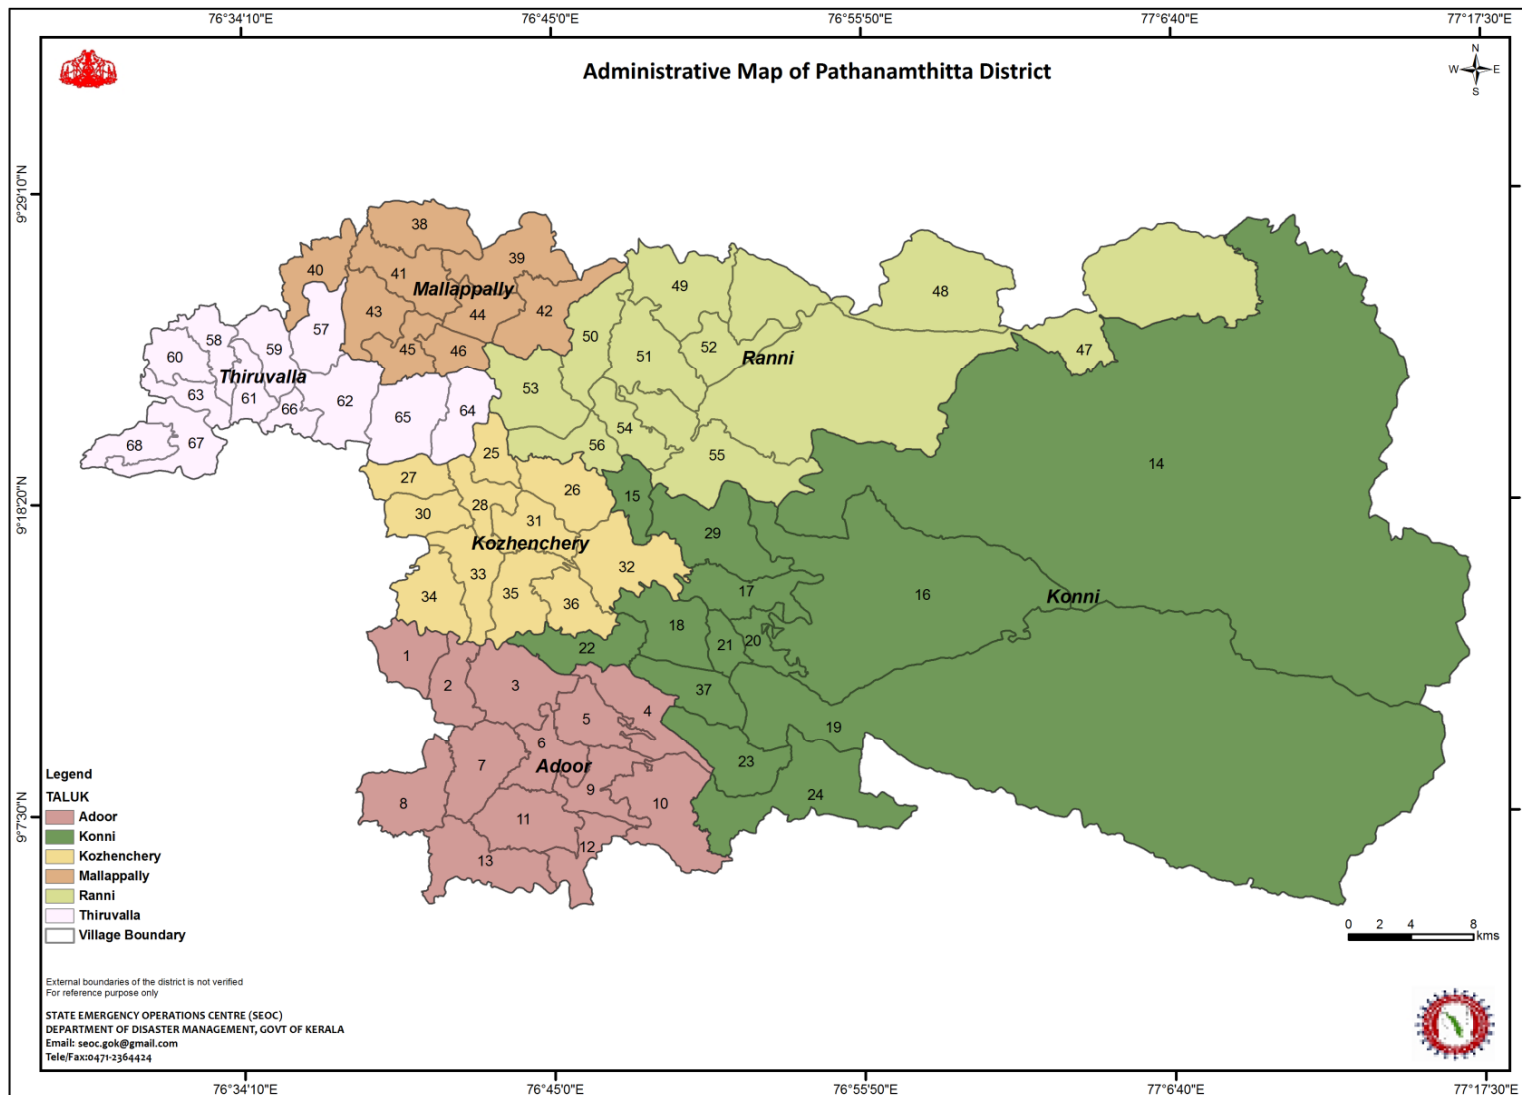 76°34'10"E 76°45'0"E 76°55'50"E 77°6'40"E 77°17'30"E
Administrative Map of Pathanamthitta District
N
W E
S
9°29'10"N
9°18'20"N
9°7'30"N
38
39
40
41
Mallappally
42
43
44
45
46
57
58
59
60
Thiruvalla
61
62
63
64
65
66
67
68
47
48
49
50
51
52
Ranni
53
54
55
56
25
26
27
28
30
31
Kozhenchery
32
33
34
35
36
14
15
29
16
Konni
17
18
20
21
22
37
19
23
24
1
2
3
4
5
6
7
Adoor
8
9
10
11
12
13
Legend
TALUK
Adoor
Konni
Kozhenchery
Mallappally
Ranni
Thiruvalla
Village Boundary
0 2 4 8
kms
External boundaries of the district is not verified
For reference purpose only
STATE EMERGENCY OPERATIONS CENTRE (SEOC)
DEPARTMENT OF DISASTER MANAGEMENT, GOVT OF KERALA
Email: seoc.gok@gmail.com
Tele/Fax:0471-2364424
76°34'10"E 76°45'0"E 76°55'50"E 77°6'40"E 77°17'30"E